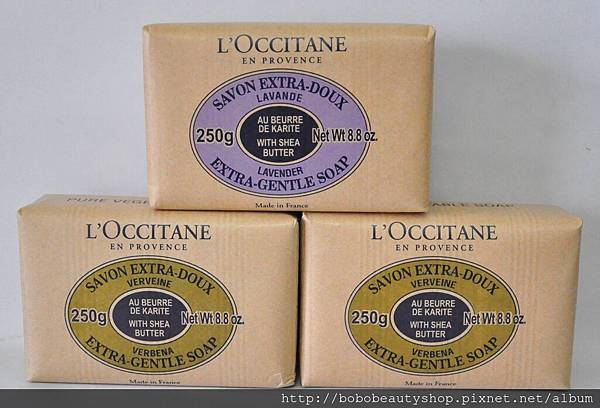 L'OCCITANE
EN PROVENCE
SAVON EXTRA-DOUX
LAVANDE
250g
AU BEURRE
DE KARITE
WITH SHEA
BUTTER
Net Wt 8.8 oz.
LAVENDER
EXTRA-GENTLE SOAP
Made in France
PURE VEGE
L'OCCITANE
EN PROVENCE
SAVON EXTRA-DOUX
VERVEINE
250g
AU BEURRE
DE KARITE
WITH SHEA
BUTTER
Net Wt 8.8 oz.
VERBENA
EXTRA-GENTLE SOAP
Made in France
ABLE SOAP
L'OCCITANE
EN PROVENCE
SAVON EXTRA-DOUX
VERVEINE
250g
AU BEURRE
DE KARITE
WITH SHEA
BUTTER
Net Wt 8.8 oz.
VERBENA
EXTRA-GENTLE SOAP
Made in France
http://bobobeautyshop.pixnet.net/album